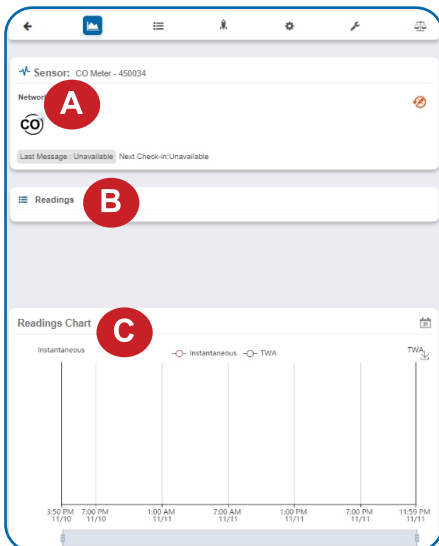 Sensor: CO Meter - 450034
A
CO
Last Message : Unavailable Next Check-in:Unavailable
Readings
B
Readings Chart
C
31
Instantaneous
Instantaneous
TWA
TWA
3:50 PM 7:00 PM 1:00 AM 7:00 AM 1:00 PM 7:00 PM 11:59 PM
11/10 11/10 11/11 11/11 11/11 11/11 11/11